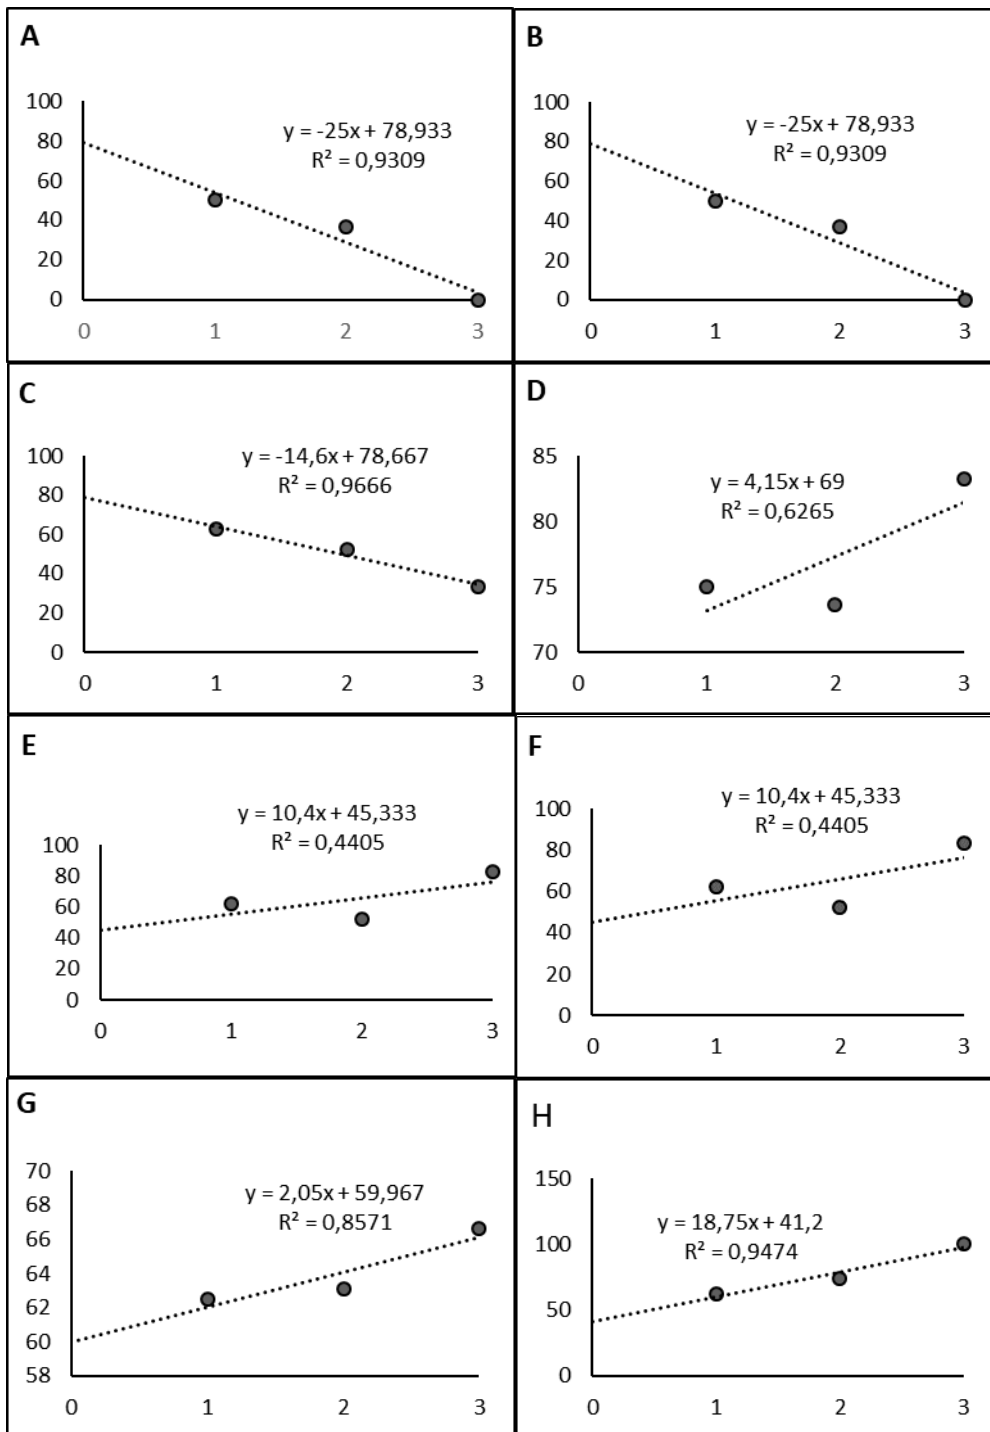 A
100
80
60
40
20
0
y = -25x + 78,933
R² = 0,9309
0 1 2 3
B
100
80
60
40
20
0
y = -25x + 78,933
R² = 0,9309
0 1 2 3
C
100
80
60
40
20
0
y = -14,6x + 78,667
R² = 0,9666
0 1 2 3
D
85
80
75
70
y = 4,15x + 69
R² = 0,6265
0 1 2 3
E
y = 10,4x + 45,333
R² = 0,4405
100
80
60
40
20
0
0 1 2 3
F
y = 10,4x + 45,333
R² = 0,4405
100
80
60
40
20
0
0 1 2 3
G
70
68
66
64
62
60
58
y = 2,05x + 59,967
R² = 0,8571
0 1 2 3
H
150
100
50
0
y = 18,75x + 41,2
R² = 0,9474
0 1 2 3